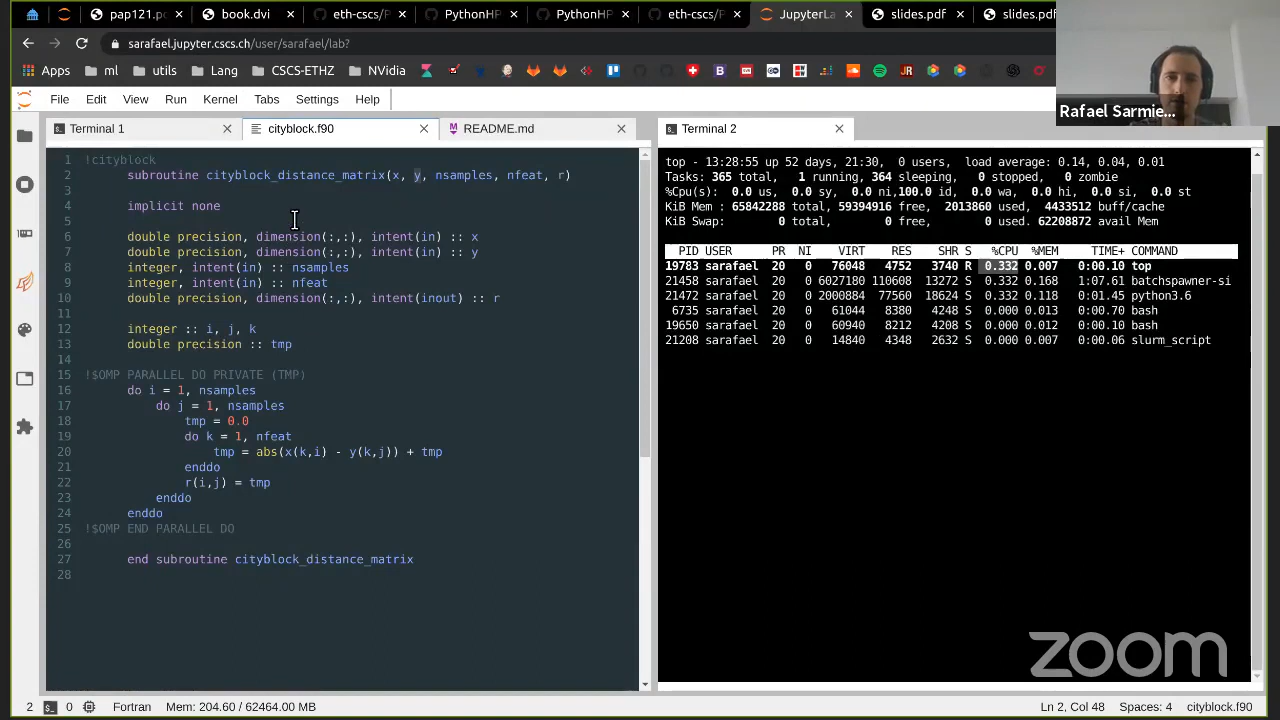 pap121.p
book.dvi
eth-cscs/P
PythonHP
PythonHP
eth-cscs/P
JupyterLa
slides.pdf
slides.pdf
sarafael.jupyter.cscs.ch/user/sarafael/lab?
Apps ml utils Lang CSCS-ETHZ NVidia
Rafael Sarmie...
File Edit View Run Kernel Tabs Settings Help
Terminal 1 cityblock.f90 README.md
1 !cityblock
2 subroutine cityblock_distance_matrix(x, y, nsamples, nfeat, r)
3
4 implicit none
5
6 double precision, dimension(:,:), intent(in) :: x
7 double precision, dimension(:,:), intent(in) :: y
8 integer, intent(in) :: nsamples
9 integer, intent(in) :: nfeat
10 double precision, dimension(:,:), intent(inout) :: r
11
12 integer :: i, j, k
13 double precision :: tmp
14
15 !$OMP PARALLEL DO PRIVATE (TMP)
16 do i = 1, nsamples
17 do j = 1, nsamples
18 tmp = 0.0
19 do k = 1, nfeat
20 tmp = abs(x(k,i) - y(k,j)) + tmp
21 enddo
22 r(i,j) = tmp
23 enddo
24 enddo
25 !$OMP END PARALLEL DO
26
27 end subroutine cityblock_distance_matrix
28
Terminal 2
top - 13:28:55 up 52 days, 21:30, 0 users, load average: 0.14, 0.04, 0.01
Tasks: 365 total, 1 running, 364 sleeping, 0 stopped, 0 zombie
%Cpu(s): 0.0 us, 0.0 sy, 0.0 ni,100.0 id, 0.0 wa, 0.0 hi, 0.0 si, 0.0 st
KiB Mem : 65842288 total, 59394916 free, 2013860 used, 4433512 buff/cache
KiB Swap: 0 total, 0 free, 0 used. 62208872 avail Mem
PID USER PR NI VIRT RES SHR S %CPU %MEM TIME+ COMMAND
19783 sarafael 20 0 76048 4752 3740 R 0.332 0.007 0:00.10 top
21458 sarafael 20 0 6027180 110608 13272 S 0.332 0.168 1:07.61 batchspawner-si
21472 sarafael 20 0 2000884 77560 18624 S 0.332 0.118 0:01.45 python3.6
6735 sarafael 20 0 61044 8380 4248 S 0.000 0.013 0:00.70 bash
19650 sarafael 20 0 60940 8212 4208 S 0.000 0.012 0:00.10 bash
21208 sarafael 20 0 14840 4348 2632 S 0.000 0.007 0:00.06 slurm_script
zoom
2 0 Fortran Mem: 204.60 / 62464.00 MB Ln 2, Col 48 Spaces: 4 cityblock.f90